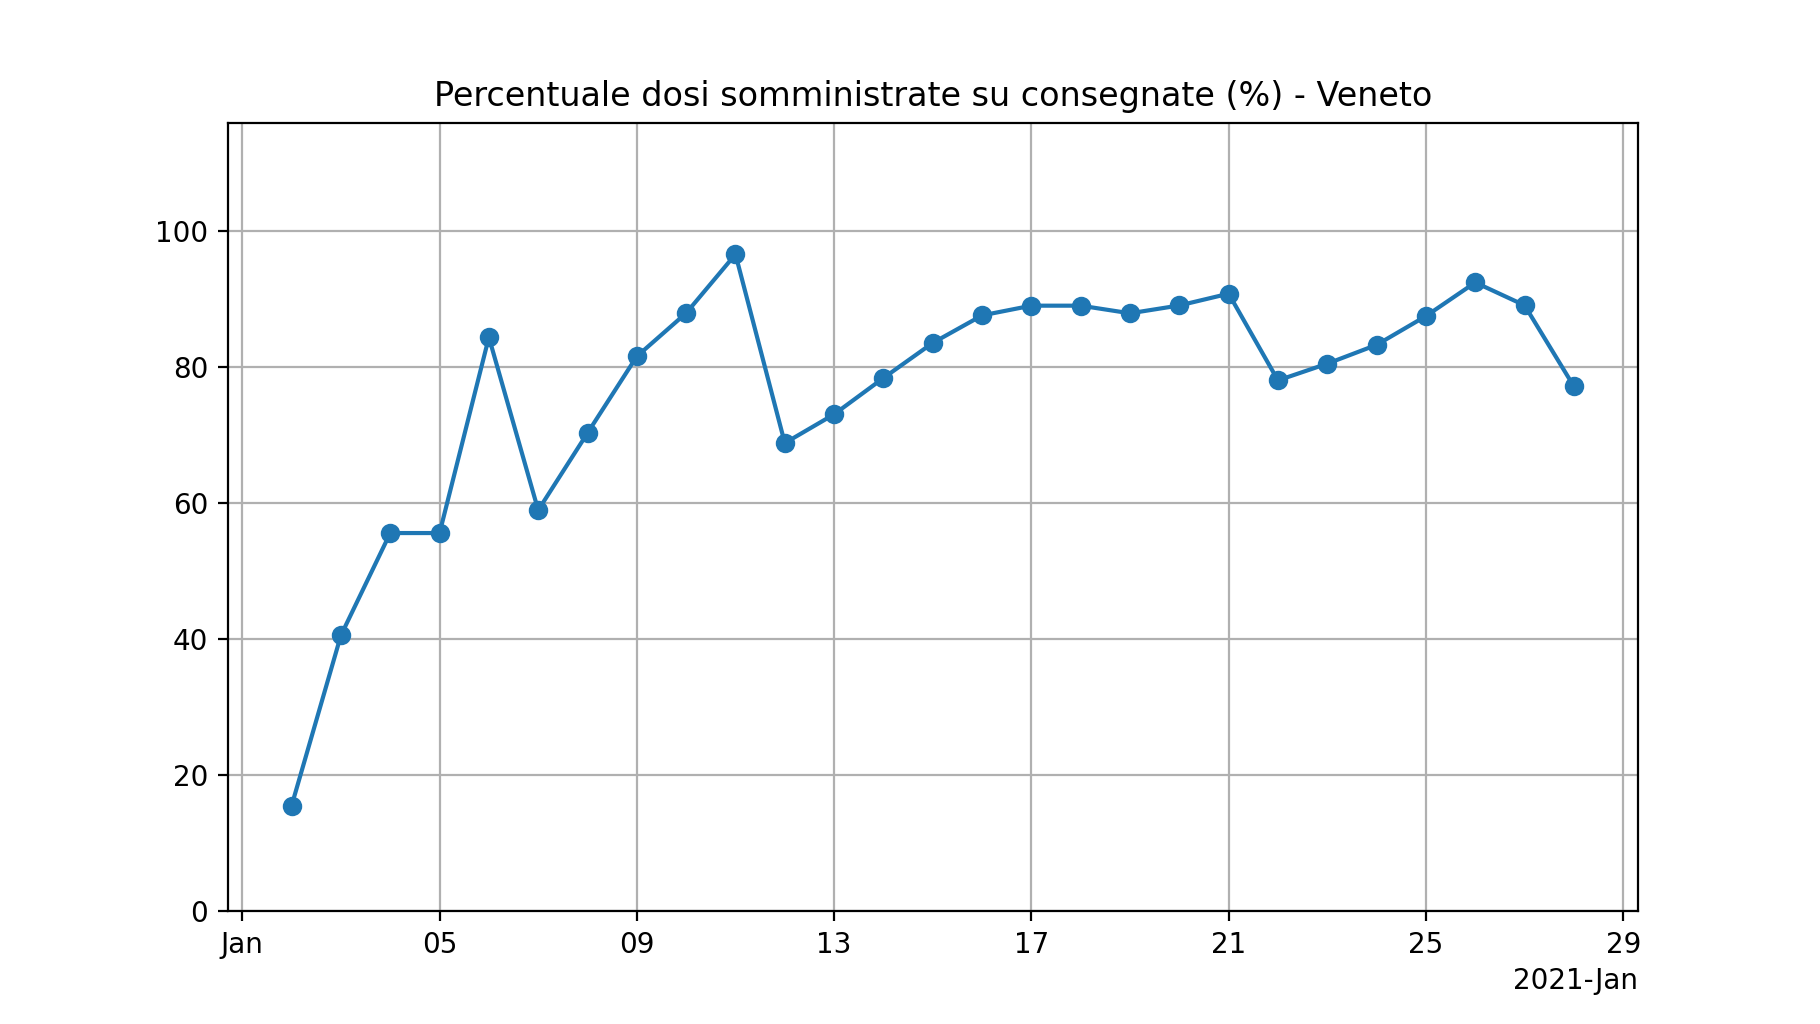 Percentuale dosi somministrate su consegnate (%) - Veneto
100
80
60
40
20
0
Jan 05 09 13 17 21 25 29
2021-Jan